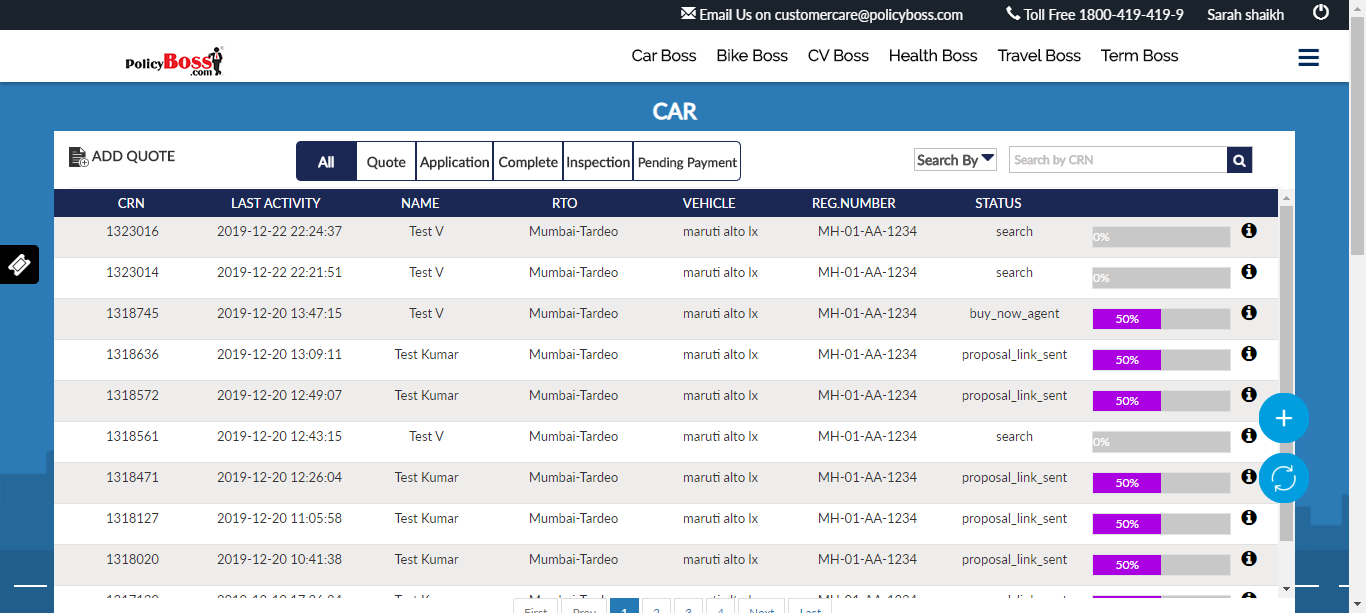 Email Us on customercare@policyboss.com Toll Free 1800-419-419-9 Sarah shaikh
PolicyBoss.com Car Boss Bike Boss CV Boss Health Boss Travel Boss Term Boss
CAR
ADD QUOTE All Quote Application Complete Inspection Pending Payment Search By Search by CRN
CRN LAST ACTIVITY NAME RTO VEHICLE REG.NUMBER STATUS
1323016 2019-12-22 22:24:37 Test V Mumbai-Tardeo maruti alto lx MH-01-AA-1234 search 0%
1323014 2019-12-22 22:21:51 Test V Mumbai-Tardeo maruti alto lx MH-01-AA-1234 search 0%
1318745 2019-12-20 13:47:15 Test V Mumbai-Tardeo maruti alto lx MH-01-AA-1234 buy_now_agent 50%
1318636 2019-12-20 13:09:11 Test Kumar Mumbai-Tardeo maruti alto lx MH-01-AA-1234 proposal_link_sent 50%
1318572 2019-12-20 12:49:07 Test Kumar Mumbai-Tardeo maruti alto lx MH-01-AA-1234 proposal_link_sent 50%
1318561 2019-12-20 12:43:15 Test V Mumbai-Tardeo maruti alto lx MH-01-AA-1234 search 0%
1318471 2019-12-20 12:26:04 Test Kumar Mumbai-Tardeo maruti alto lx MH-01-AA-1234 proposal_link_sent 50%
1318127 2019-12-20 11:05:58 Test Kumar Mumbai-Tardeo maruti alto lx MH-01-AA-1234 proposal_link_sent 50%
1318020 2019-12-20 10:41:38 Test Kumar Mumbai-Tardeo maruti alto lx MH-01-AA-1234 proposal_link_sent 50%
First Prev 1 2 3 4 Next Last